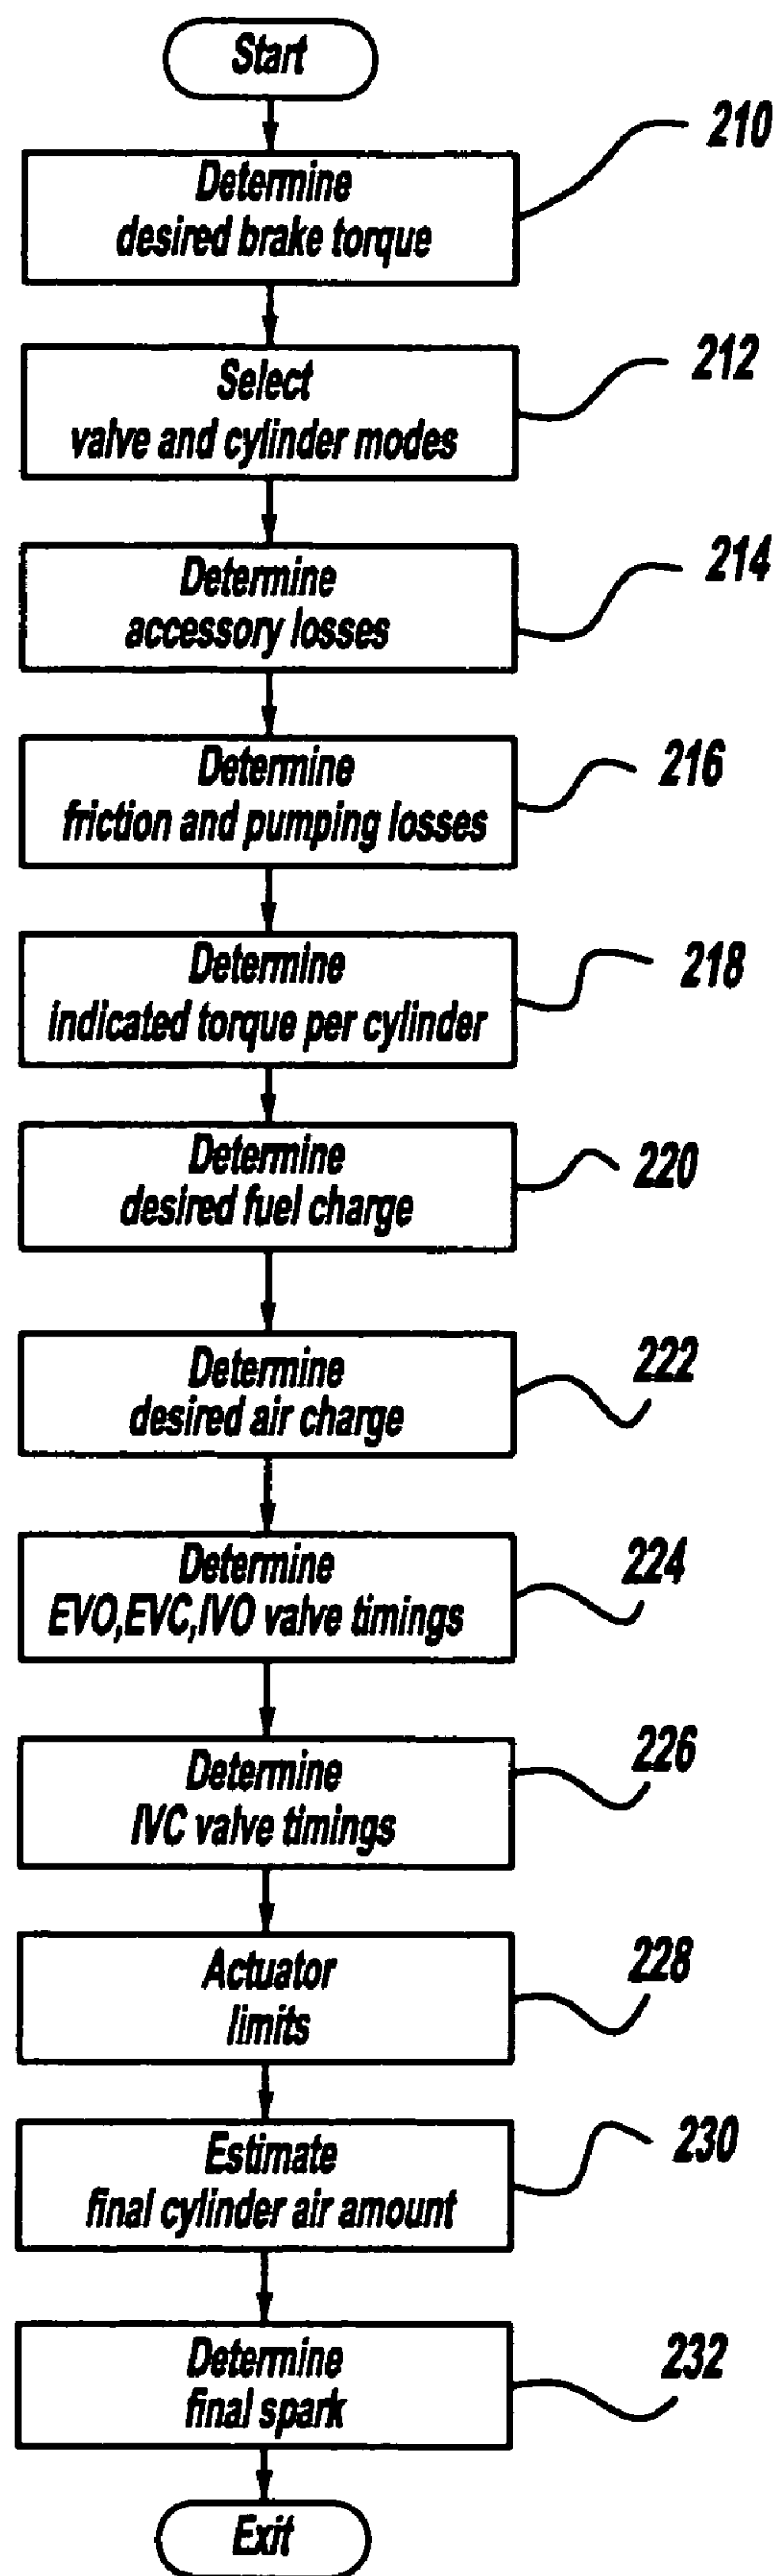 Start
210
Determine
desired brake torque
212
Select
valve and cylinder modes
214
Determine
accessory losses
216
Determine
friction and pumping losses
218
Determine
indicated torque per cylinder
220
Determine
desired fuel charge
222
Determine
desired air charge
224
Determine
EVO,EVC,IVO valve timings
226
Determine
IVC valve timings
228
Actuator
limits
230
Estimate
final cylinder air amount
232
Determine
final spark
Exit